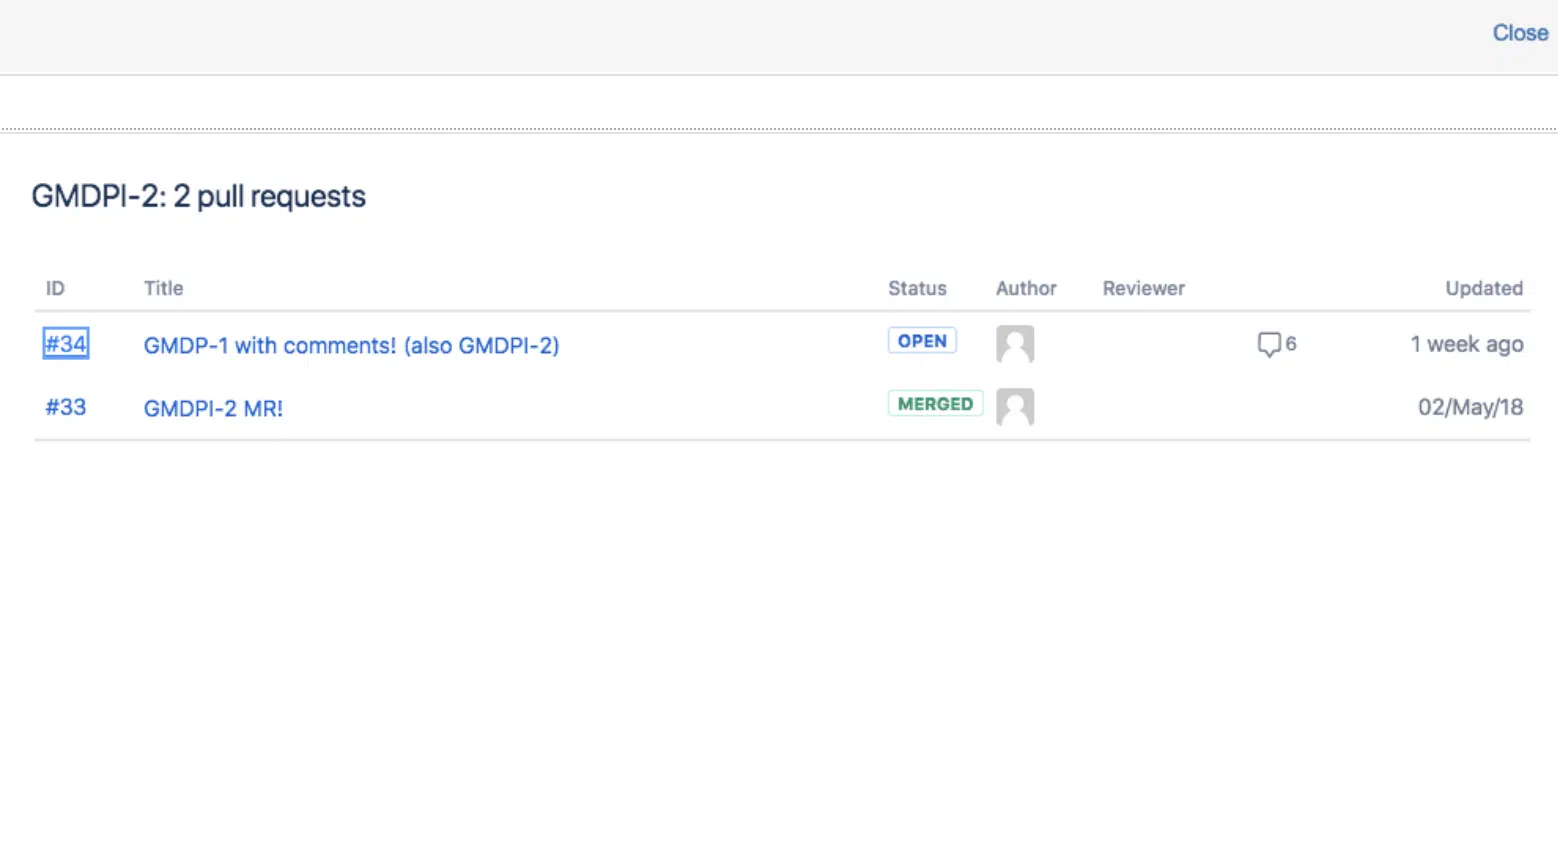 Close
GMDPI-2: 2 pull requests
ID Title Status Author Reviewer Updated
#34 GMDP-1 with comments! (also GMDPI-2) OPEN 6 1 week ago
#33 GMDPI-2 MR! MERGED 02/May/18